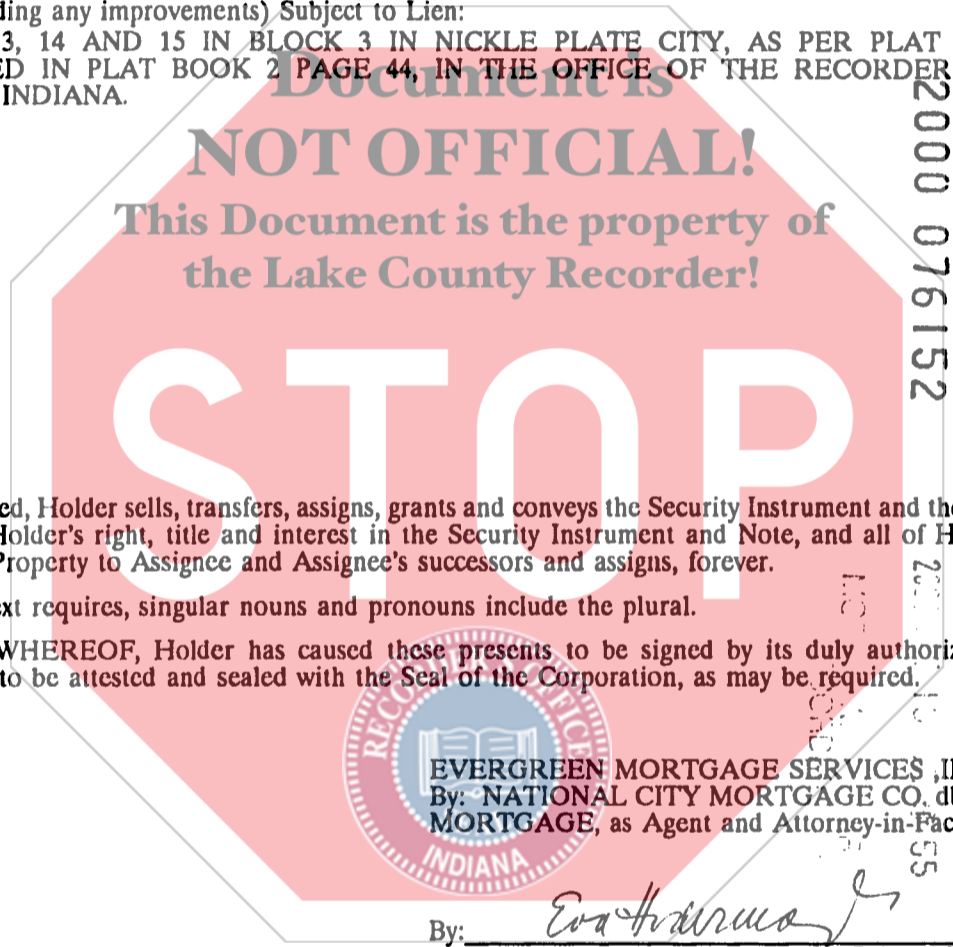 ding any improvements) Subject to Lien:
3, 14 AND 15 IN BLOCK 3 IN NICKLE PLATE CITY, AS PER PLAT
ED IN PLAT BOOK 2 PAGE 44, IN THE OFFICE OF THE RECORDER
INDIANA.
Document is
NOT OFFICIAL!
This Document is the property of
the Lake County Recorder!
2000 076152
STOP
ed, Holder sells, transfers, assigns, grants and conveys the Security Instrument and the
Holder's right, title and interest in the Security Instrument and Note, and all of H
Property to Assignee and Assignee's successors and assigns, forever.
xt requires, singular nouns and pronouns include the plural.
WHEREOF, Holder has caused these presents to be signed by its duly authoriz
to be attested and sealed with the Seal of the Corporation, as may be required.
RECORDER'S OFFICE
INDIANA
EVERGREEN MORTGAGE SERVICES ,I
By: NATIONAL CITY MORTGAGE CO. d
MORTGAGE, as Agent and Attorney-in-Fac
55
By: